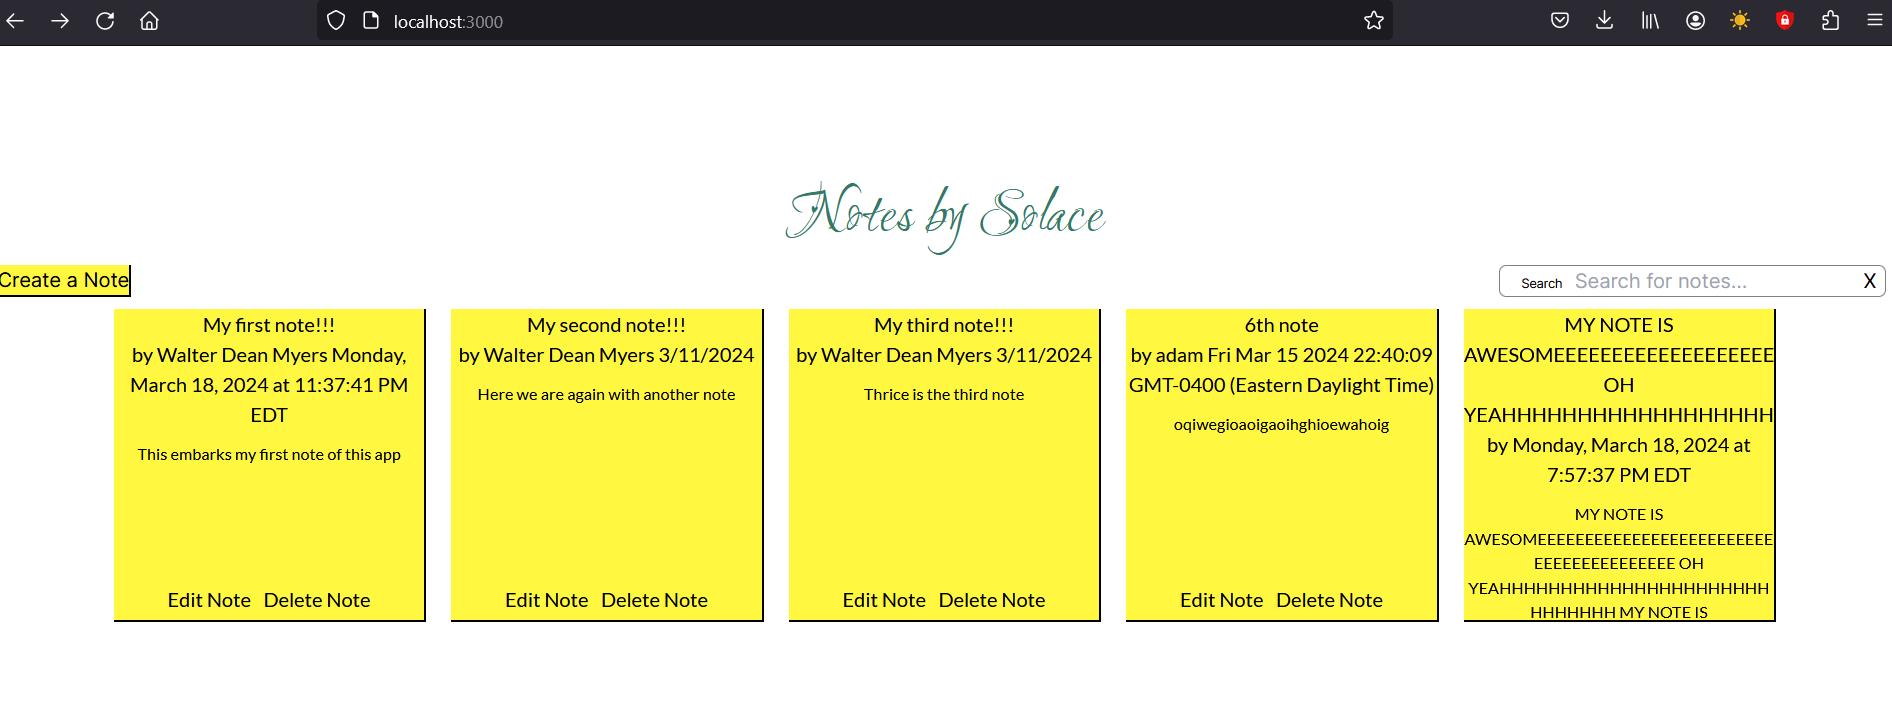 localhost:3000
Notes by Solace
Create a Note
Search Search for notes... X
My first note!!!
by Walter Dean Myers Monday,
March 18, 2024 at 11:37:41 PM
EDT
This embarks my first note of this app
Edit Note Delete Note
My second note!!!
by Walter Dean Myers 3/11/2024
Here we are again with another note
Edit Note Delete Note
My third note!!!
by Walter Dean Myers 3/11/2024
Thrice is the third note
Edit Note Delete Note
6th note
by adam Fri Mar 15 2024 22:40:09
GMT-0400 (Eastern Daylight Time)
oqiwegioaoigaoihghioewahoig
Edit Note Delete Note
MY NOTE IS
AWESOMEEEEEEEEEEEEEEEEEEE
OH
YEAHHHHHHHHHHHHHHHHHH
by Monday, March 18, 2024 at
7:57:37 PM EDT
MY NOTE IS
AWESOMEEEEEEEEEEEEEEEEEEEEEEEEE
EEEEEEEEEEEEEEE OH
YEAHHHHHHHHHHHHHHHHHHHHHH
HHHHHHH MY NOTE IS